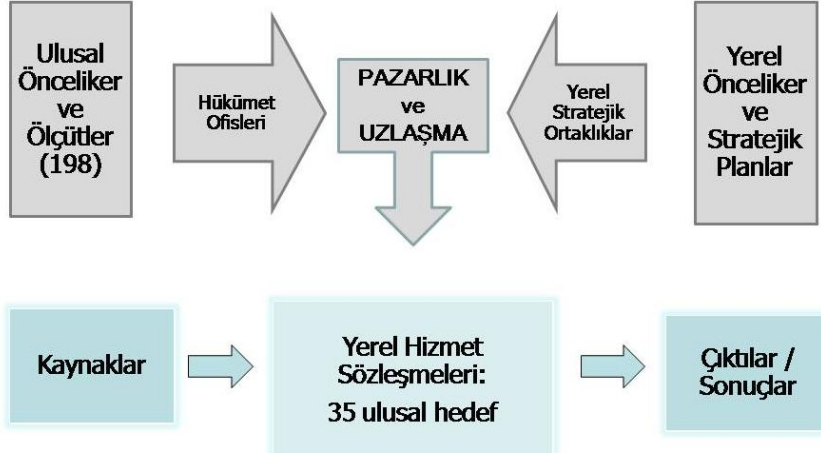 Ulusal
Önceliker
ve
Ölçütler
(198)
Hükümet
Ofisleri
PAZARLIK
ve
UZLAŞMA
Yerel
Stratejik
Ortaklıklar
Yerel
Önceliker
ve
Stratejik
Planlar
Kaynaklar
Yerel Hizmet
Sözleşmeleri:
35 ulusal hedef
Çıktılar /
Sonuçlar